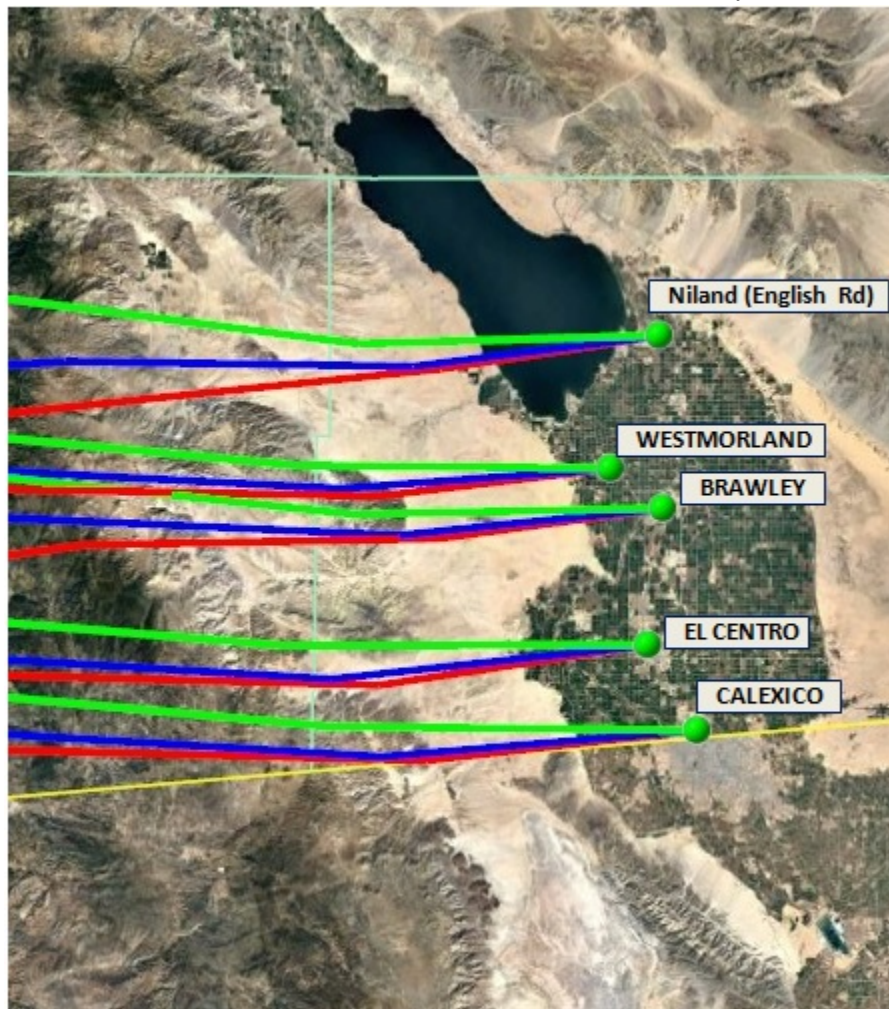 Niland (English Rd)
WESTMORLAND
BRAWLEY
EL CENTRO
CALEXICO